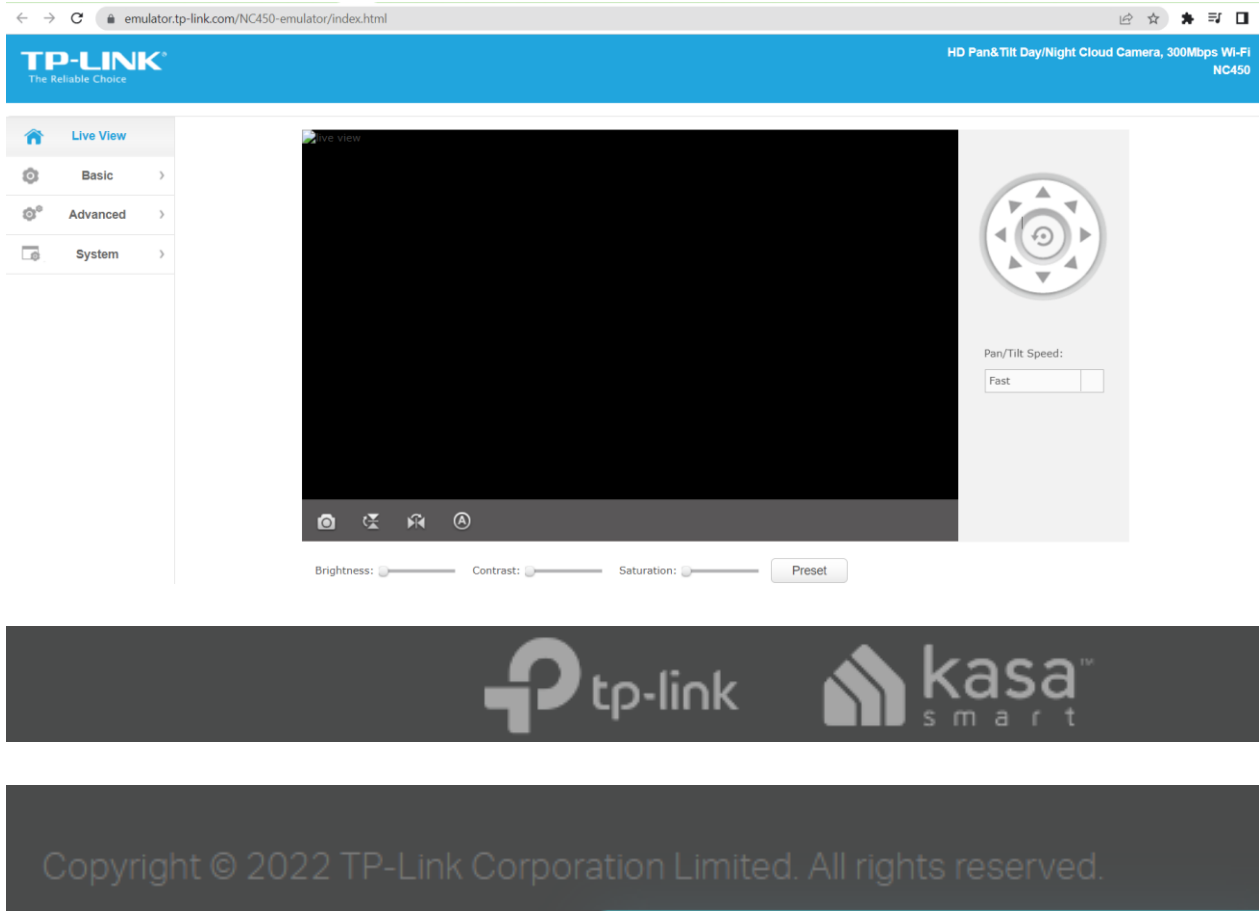 emulator.tp-link.com/NC450-emulator/index.html
TP-LINK®
The Reliable Choice
HD Pan&Tilt Day/Night Cloud Camera, 300Mbps Wi-Fi
NC450
Live View
Basic
Advanced
System
live view
Pan/Tilt Speed:
Fast
A
Brightness: Contrast: Saturation: Preset
tp-link kasa™
smart
Copyright © 2022 TP-Link Corporation Limited. All rights reserved.